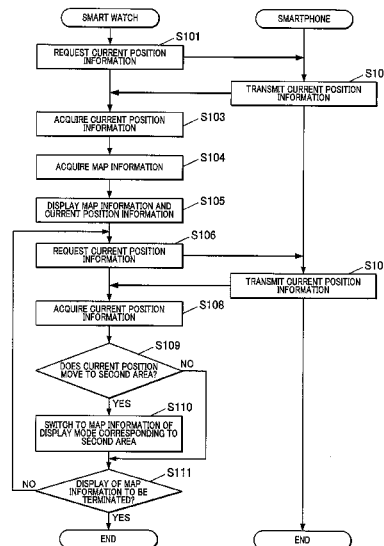 SMART WATCH
SMARTPHONE
S101
REQUEST CURRENT POSITION
INFORMATION
S10
TRANSMIT CURRENT POSITION
INFORMATION
S103
ACQUIRE CURRENT POSITION
INFORMATION
S104
ACQUIRE MAP INFORMATION
S105
DISPLAY MAP INFORMATION AND
CURRENT POSITION INFORMATION
S106
REQUEST CURRENT POSITION
INFORMATION
S10
TRANSMIT CURRENT POSITION
INFORMATION
S108
ACQUIRE CURRENT POSITION
INFORMATION
S109
DOES CURRENT POSITION
MOVE TO SECOND AREA?
NO
YES
S110
SWITCH TO MAP INFORMATION OF
DISPLAY MODE CORRESPONDING TO
SECOND AREA
S111
NO
DISPLAY OF MAP
INFORMATION TO BE
TERMINATED?
YES
END
END